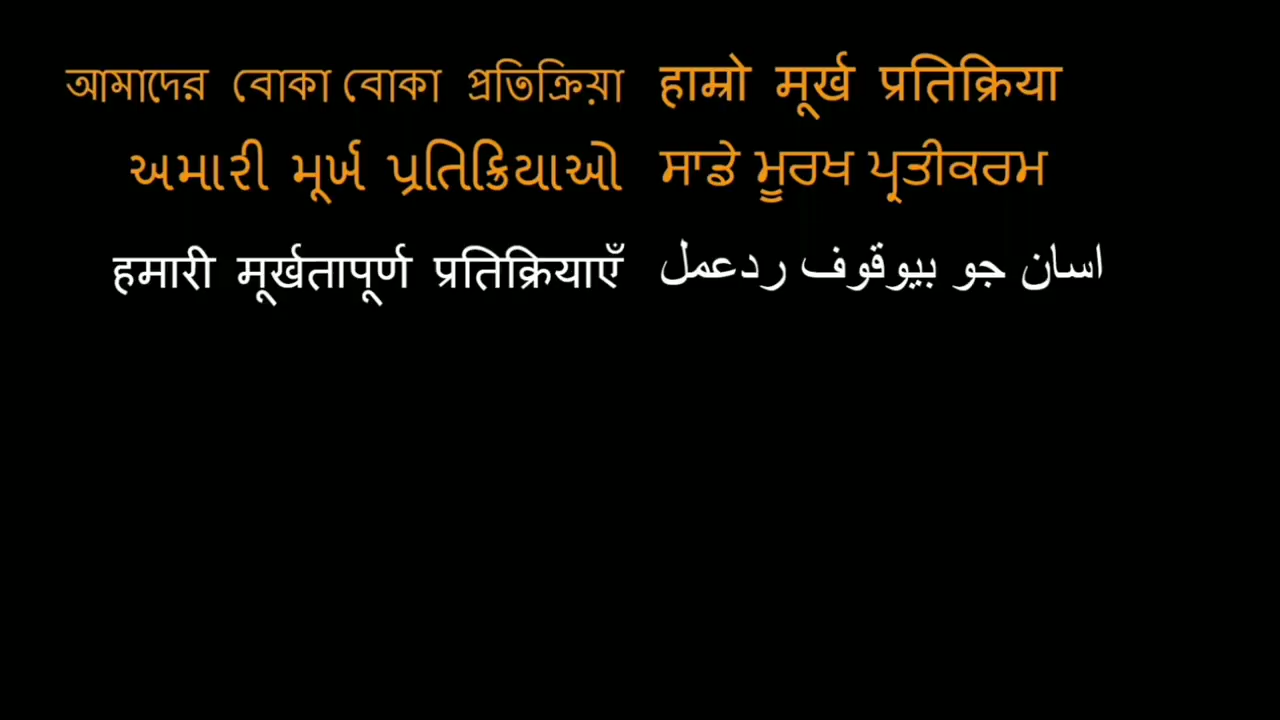 আমাদের বোকা বোকা প্রতিক্রিয়া हाम्रो मूर्ख प्रतिक्रिया
અમારી મૂર્ખ પ્રતિક્રિયાઓ ਸਾਡੇ ਮੂਰਖ ਪ੍ਰਤੀਕਰਮ
हमारी मूर्खतापूर्ण प्रतिक्रियाएँ اسان جو بيوقوف ردعمل